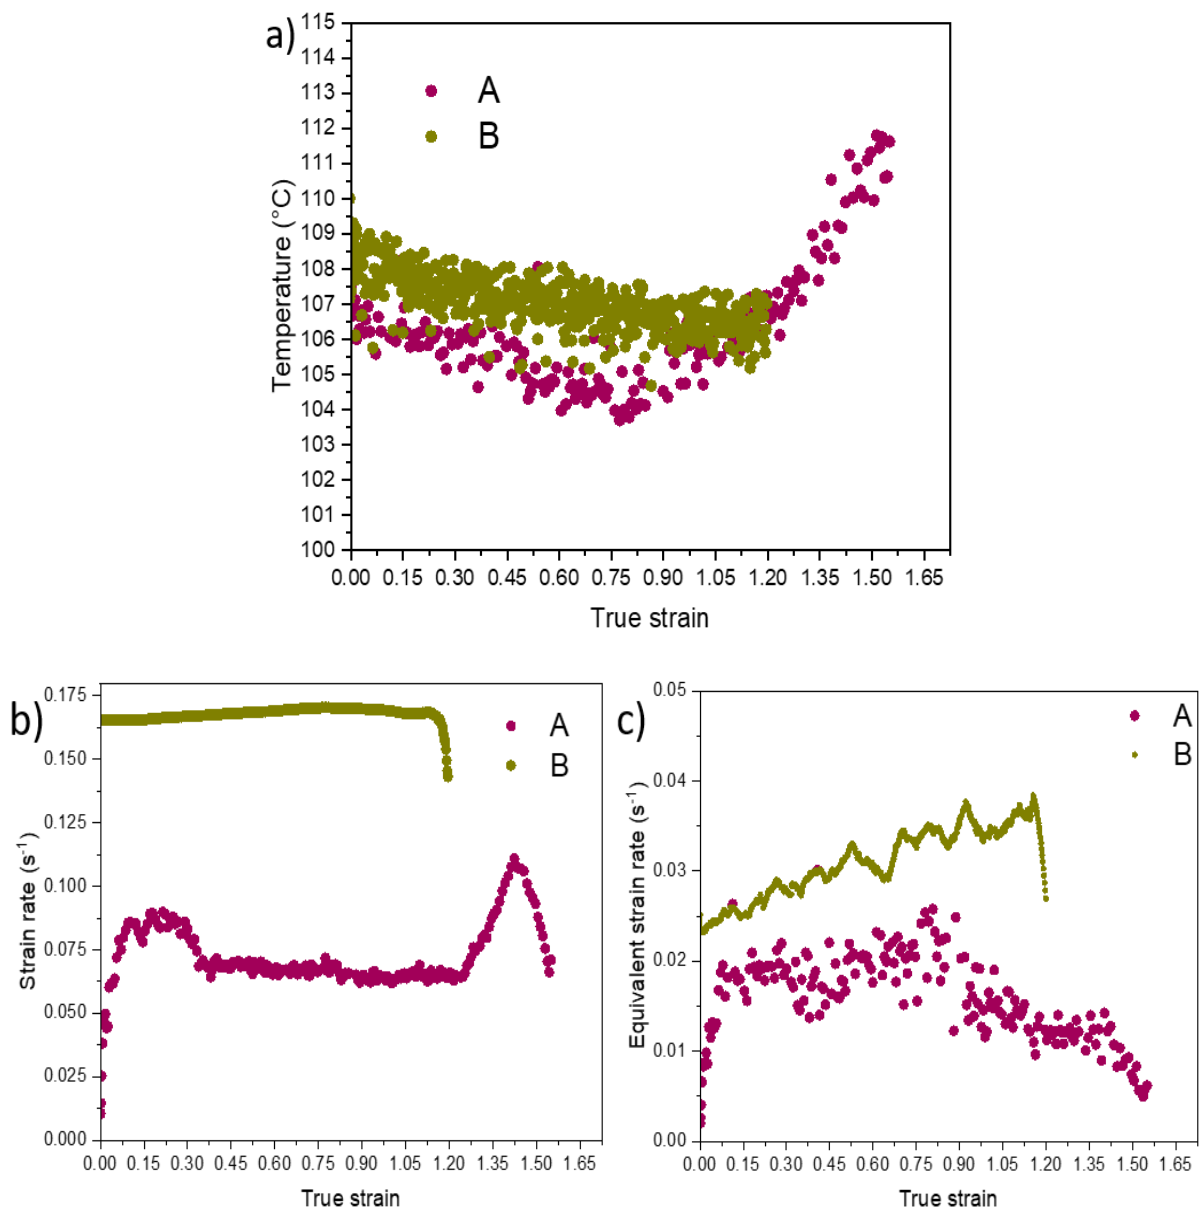 a)
115
114
113
112
111
110
109
108
107
106
105
104
103
102
101
100
Temperature (°C)
A
B
0.00 0.15 0.30 0.45 0.60 0.75 0.90 1.05 1.20 1.35 1.50 1.65
True strain
b)
0.175
0.150
0.125
0.100
0.075
0.050
0.025
0.000
Strain rate (s⁻¹)
A
B
0.00 0.15 0.30 0.45 0.60 0.75 0.90 1.05 1.20 1.35 1.50 1.65
True strain
c)
0.05
0.04
0.03
0.02
0.01
0.00
Equivalent strain rate (s⁻¹)
A
B
0.00 0.15 0.30 0.45 0.60 0.75 0.90 1.05 1.20 1.35 1.50 1.65
True strain